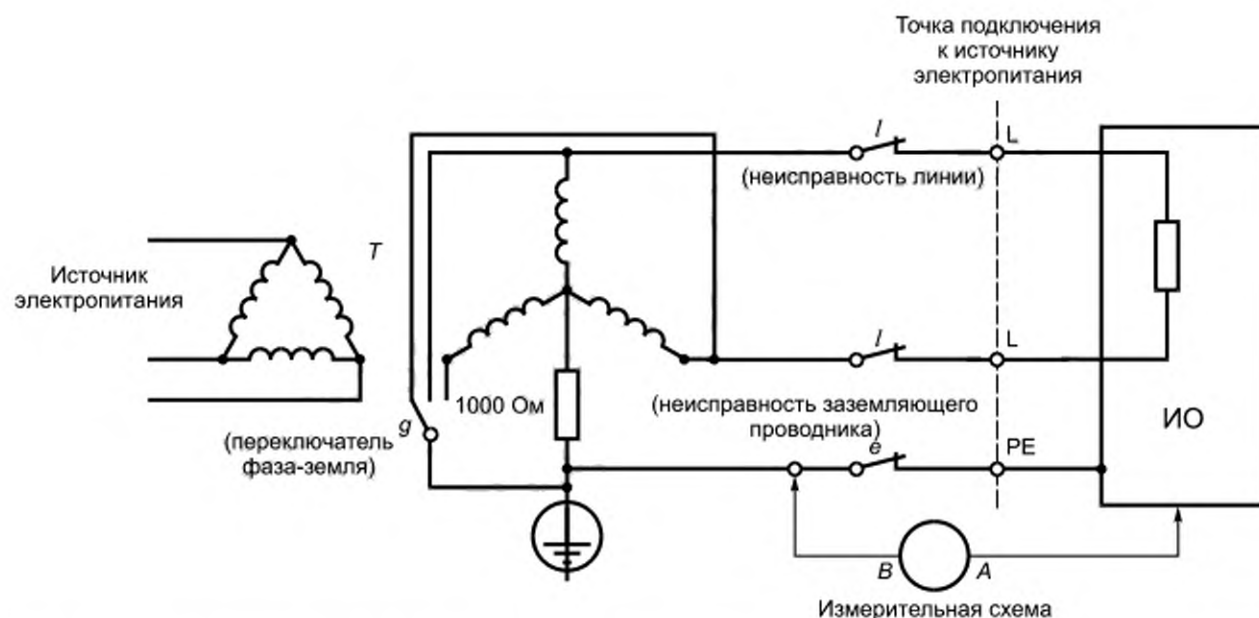 Точка подключения
к источнику
электропитания
l
L
(неисправность линии)
T
Источник
электропитания
l
L
1000 Ом
(неисправность заземляющего
проводника)
g
(переключатель
фаза-земля)
e
PE
ИО
B
A
Измерительная схема